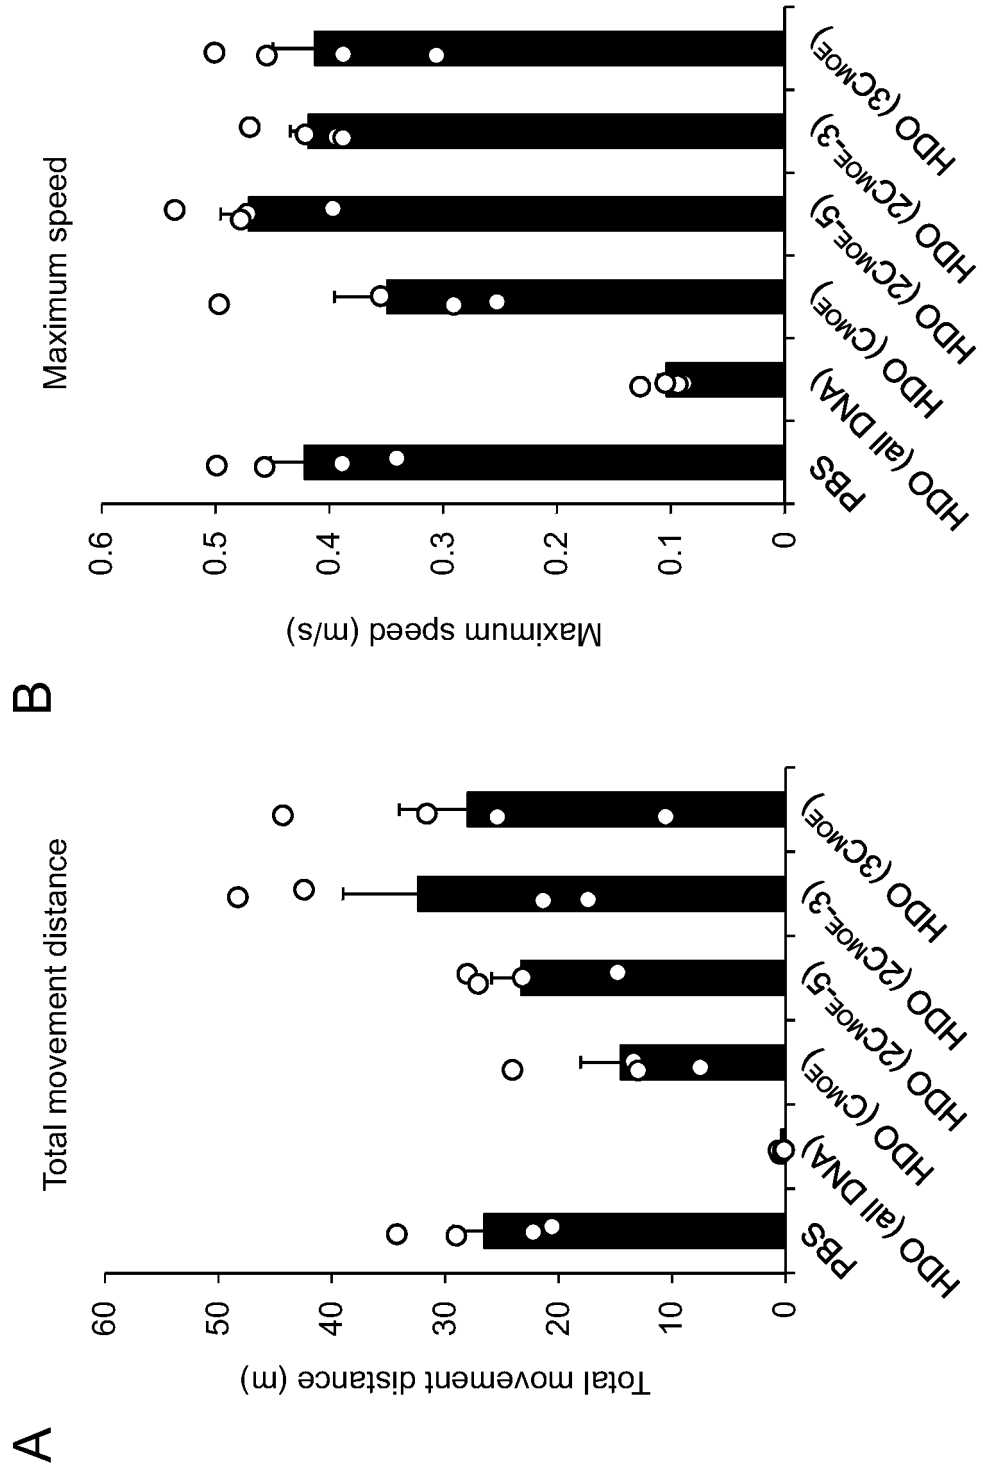 A
Total movement distance
Total movement distance (m)
60
50
40
30
20
10
0
PBS
HDO (all DNA)
HDO (CMOE)
HDO (2CMOE-5)
HDO (2CMOE-3)
HDO (3CMOE)
B
Maximum speed
Maximum speed (m/s)
0.6
0.5
0.4
0.3
0.2
0.1
0
PBS
HDO (all DNA)
HDO (CMOE)
HDO (2CMOE-5)
HDO (2CMOE-3)
HDO (3CMOE)